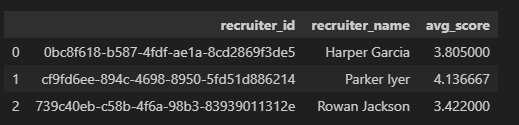 recruiter_id recruiter_name avg_score
0 0bc8f618-b587-4fdf-ae1a-8cd2869f3de5 Harper Garcia 3.805000
1 cf9fd6ee-894c-4698-8950-5fd51d886214 Parker Iyer 4.136667
2 739c40eb-c58b-4f6a-98b3-83939011312e Rowan Jackson 3.422000